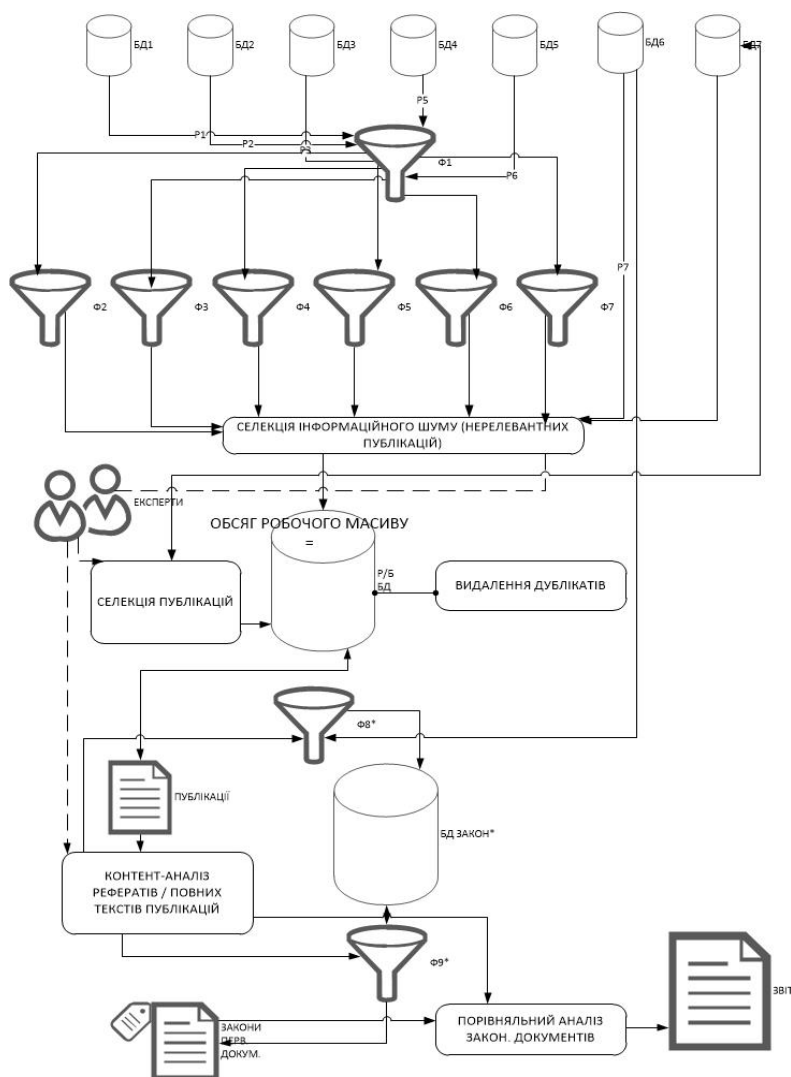 БД1
БД2
БД3
БД4
БД5
БД6
БД7
Р5
Р1
Р2
Р3
Ф1
Р6
Р7
Ф2
Ф3
Ф4
Ф5
Ф6
Ф7
СЕЛЕКЦІЯ ІНФОРМАЦІЙНОГО ШУМУ (НЕРЕЛЕВАНТНИХ
ПУБЛІКАЦІЙ)
ЕКСПЕРТИ
ОБСЯГ РОБОЧОГО МАСИВУ
=
Р/Б
БД
ВИДАЛЕННЯ ДУБЛІКАТІВ
СЕЛЕКЦІЯ ПУБЛІКАЦІЙ
Ф8*
ПУБЛІКАЦІЇ
БД ЗАКОН*
КОНТЕНТ-АНАЛІЗ
РЕФЕРАТІВ / ПОВНИХ
ТЕКСТІВ ПУБЛІКАЦІЙ
Ф9*
ЗВІТ
ЗАКОНИ
ПЕРВ.
ДОКУМ.
ПОРІВНЯЛЬНИЙ АНАЛІЗ
ЗАКОН. ДОКУМЕНТІВ